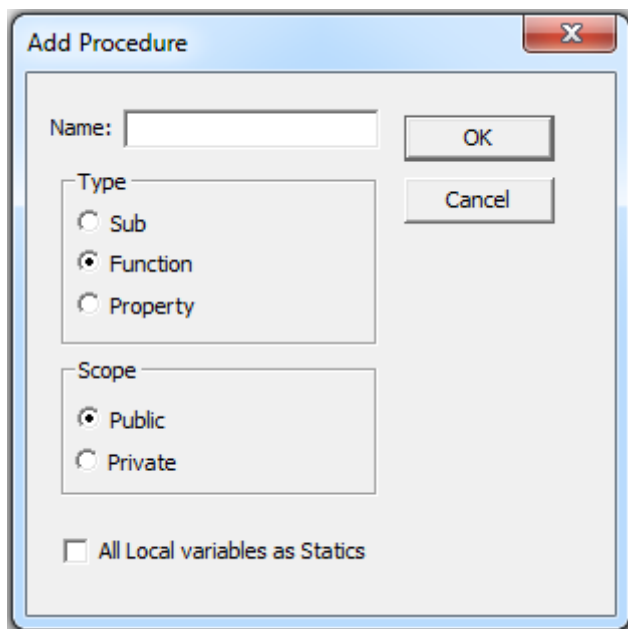 Add Procedure
Name:
OK
Type
Cancel
Sub
Function
Property
Scope
Public
Private
All Local variables as Statics